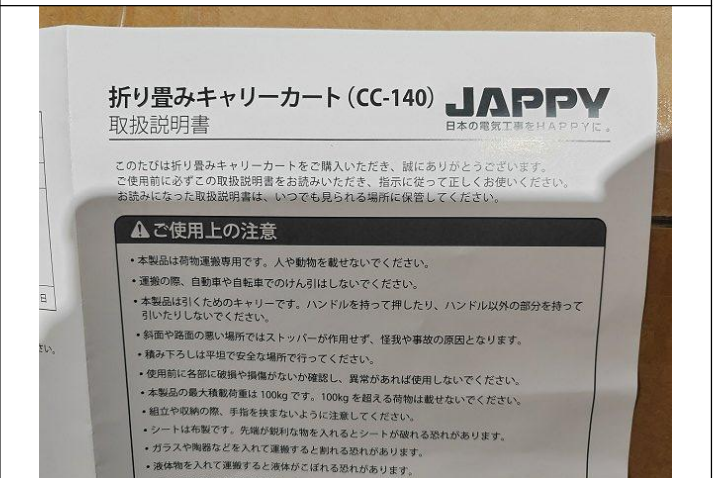 折り畳みキャリーカート（CC-140）
取扱説明書
JAPPY
日本の電気工事をHAPPYに。
このたびは折り畳みキャリーカートをご購入いただき、誠にありがとうございます。
ご使用前に必ずこの取扱説明書をお読みいただき、指示に従って正しくお使いください。
お読みになった取扱説明書は、いつでも見られる場所に保管してください。
ご使用上の注意
・本製品は荷物運搬専用です。人や動物を載せないでください。
・運搬の際、自動車や自転車でのけん引はしないでください。
・本製品は引くためのキャリーです。ハンドルを持って押したり、ハンドル以外の部分を持って
引いたりしないでください。
・斜面や路面の悪い場所ではストッパーが作用せず、怪我や事故の原因となります。
・積み下ろしは平坦で安全な場所で行ってください。
・使用前に各部に破損や損傷がないか確認し、異常があれば使用しないでください。
・本製品の最大積載荷重は100kgです。100kgを超える荷物は載せないでください。
・組立や収納の際、手指を挟まないように注意してください。
・シートは布製です。先端が鋭利な物を入れるとシートが破れる恐れがあります。
・ガラスや陶器などを入れて運搬すると割れる恐れがあります。
・液体物を入れて運搬すると液体がこぼれる恐れがあります。
日
い。